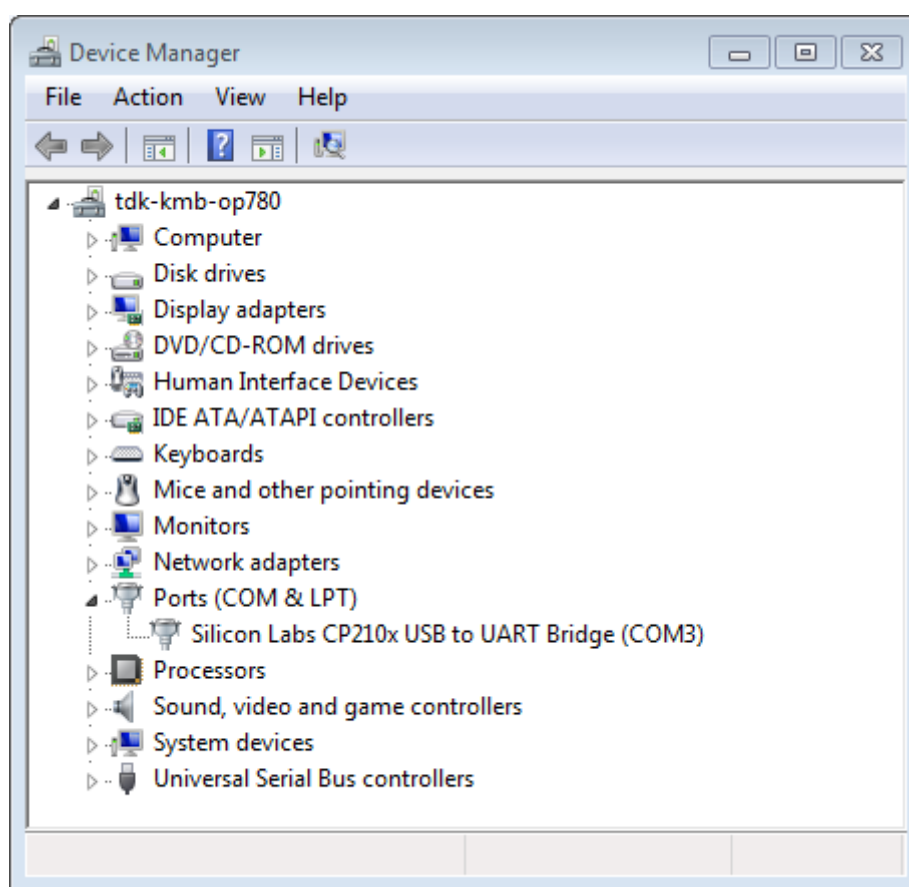 Device Manager
File Action View Help
?
tdk-kmb-op780
Computer
Disk drives
Display adapters
DVD/CD-ROM drives
Human Interface Devices
IDE ATA/ATAPI controllers
Keyboards
Mice and other pointing devices
Monitors
Network adapters
Ports (COM & LPT)
Silicon Labs CP210x USB to UART Bridge (COM3)
Processors
Sound, video and game controllers
System devices
Universal Serial Bus controllers